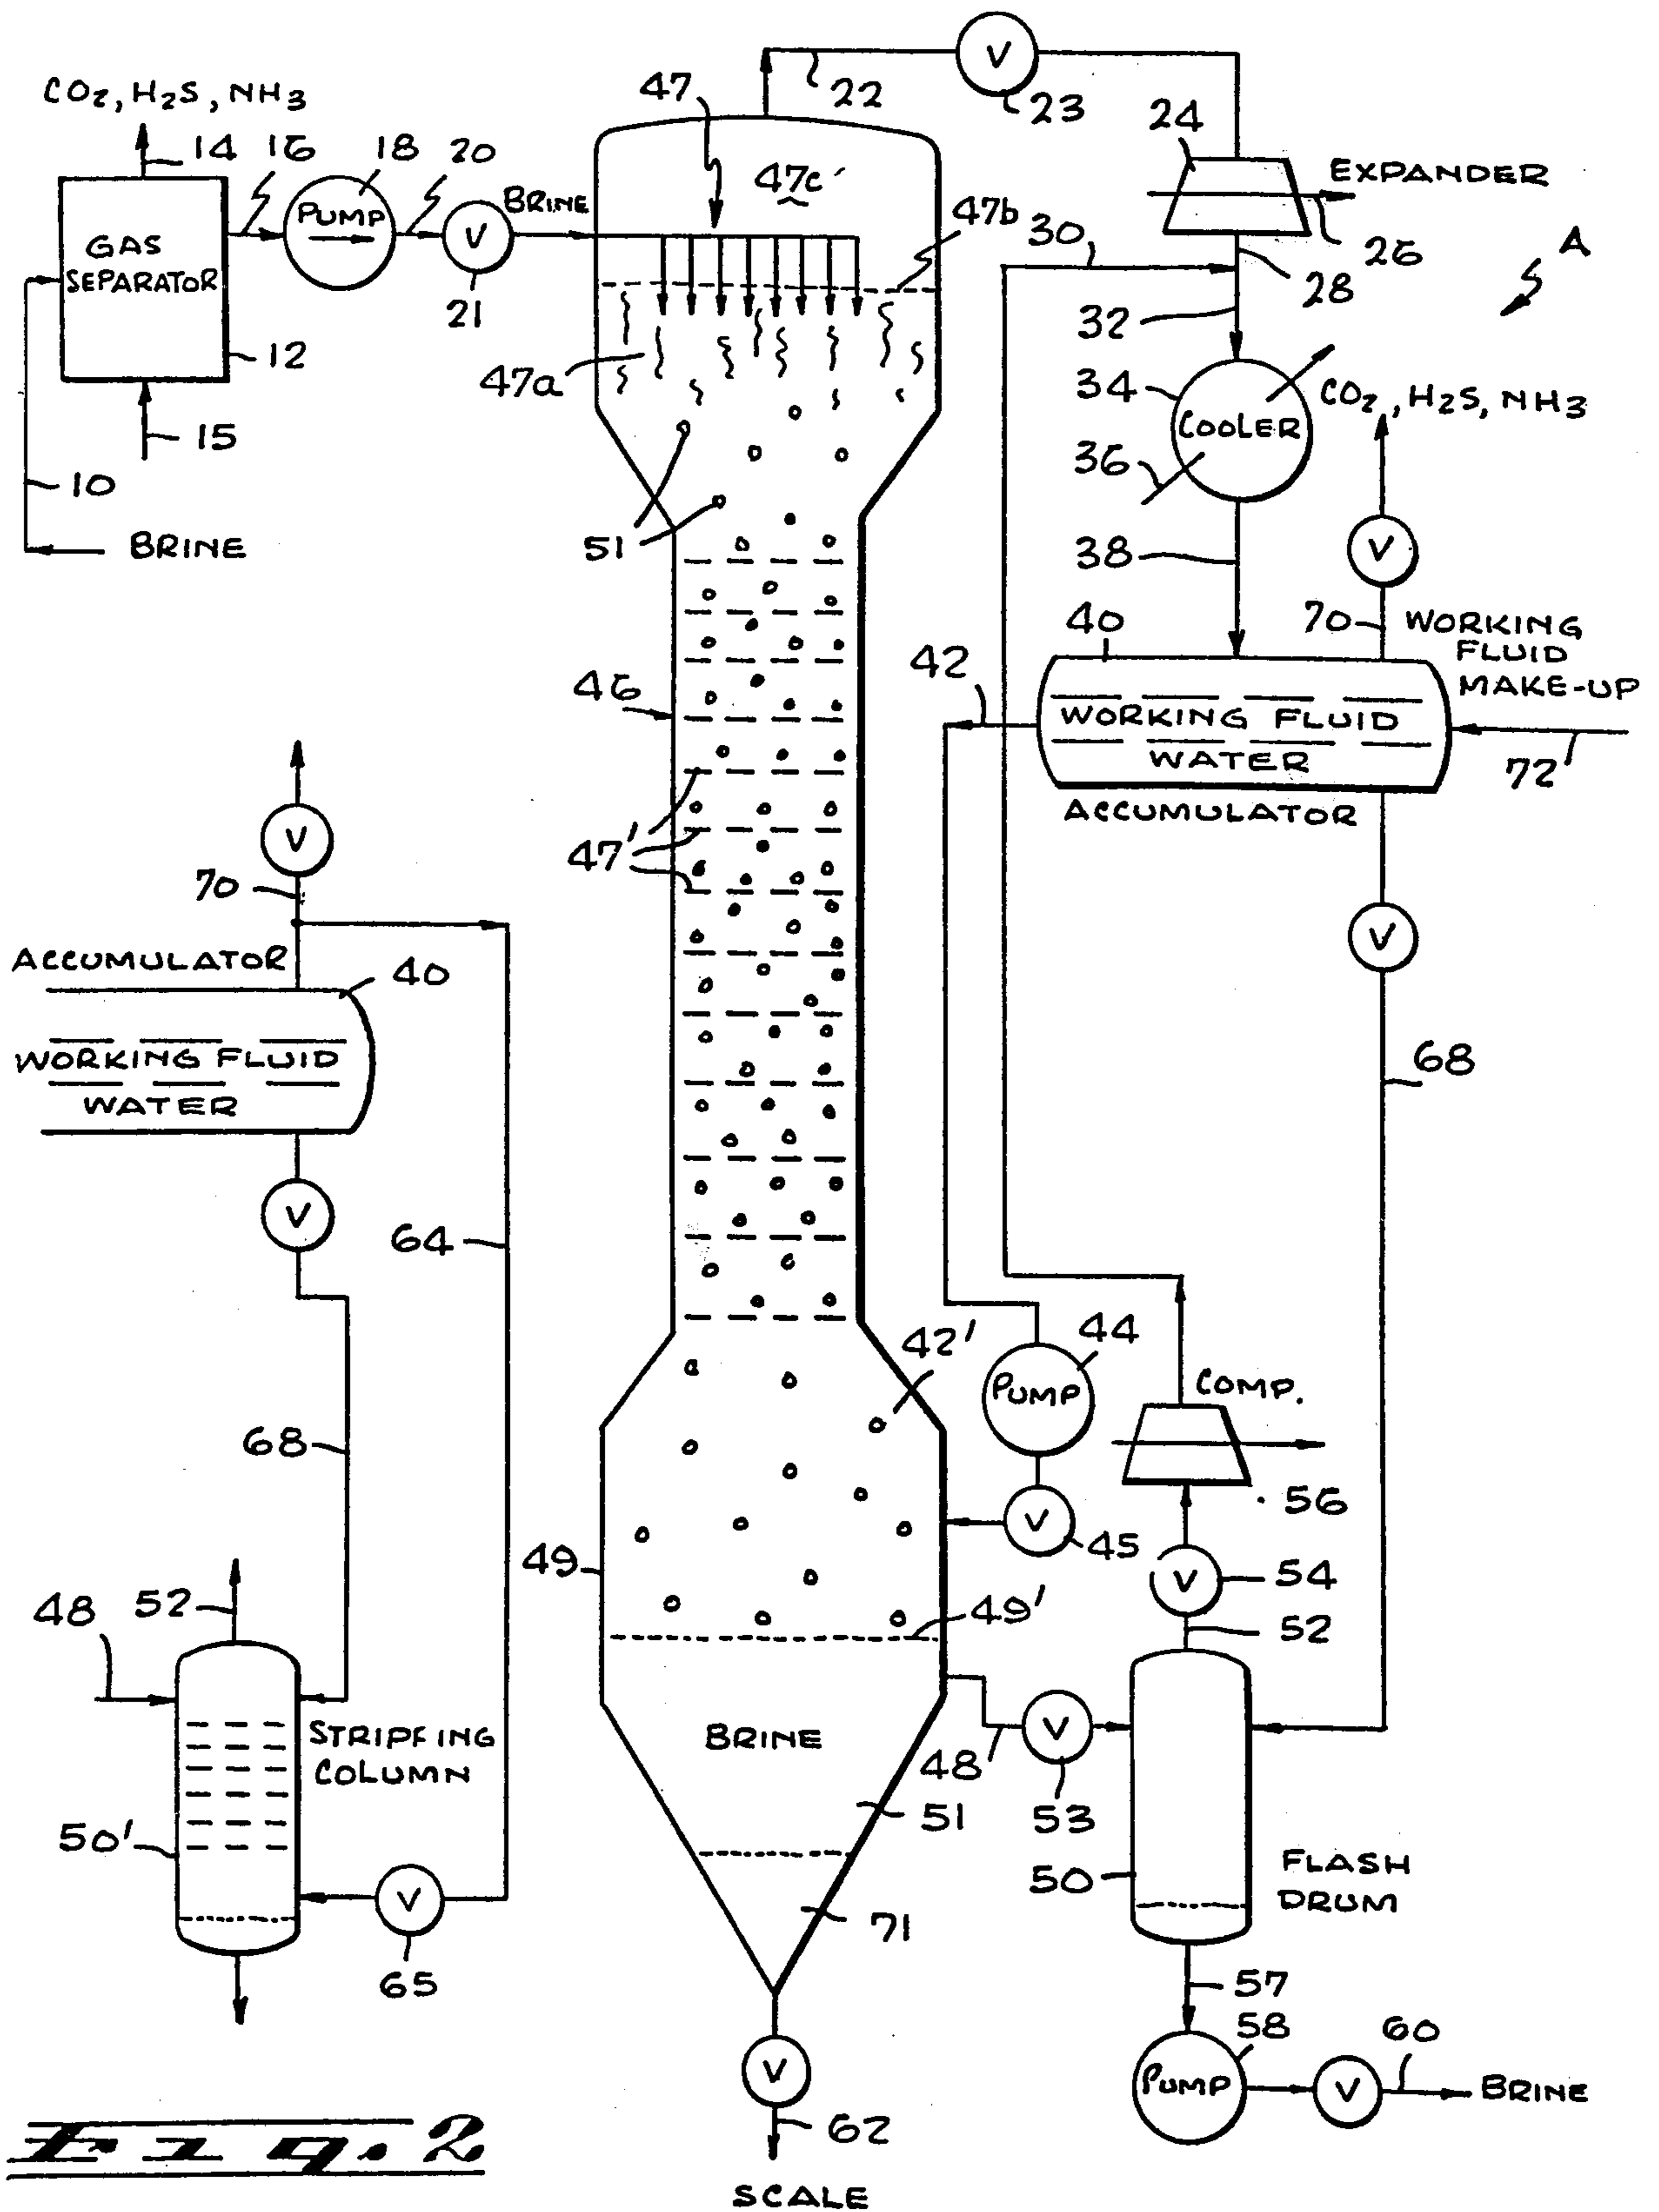 CO2, H2S, NH3
14
16
18
20
PUMP
V
21
BRINE
GAS
SEPARATOR
12
15
10
BRINE
47
47c'
47b
47a
51
22
V
23
24
EXPANDER
26
A
28
30
32
34
COOLER
36
CO2, H2S, NH3
38
V
40
70
WORKING
FLUID
MAKE-UP
42
WORKING FLUID
WATER
72
ACCUMULATOR
46
47'
V
68
V
70
ACCUMULATOR
40
WORKING FLUID
WATER
V
64
68
42'
44
PUMP
COMP.
56
V
45
V
54
52
49
49'
48
52
STRIPPING
COLUMN
50'
V
65
BRINE
48
V
53
51
71
50
FLASH
DRUM
57
58
PUMP
V
60
BRINE
V
62
SCALE
Fig. 2